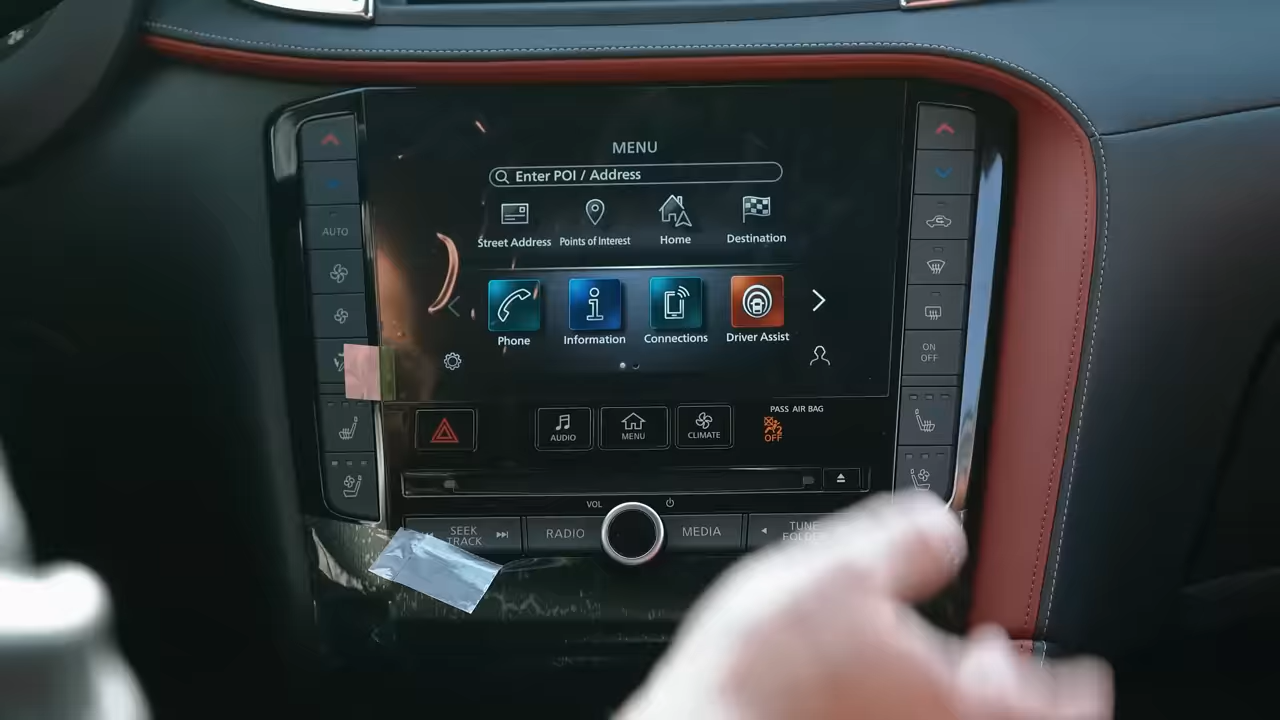 MENU
Enter POI / Address
Street Address
Points of Interest
Home
Destination
Phone
Information
Connections
Driver Assist
AUTO
ON
OFF
PASS AIR BAG
OFF
AUDIO
MENU
CLIMATE
VOL
SEEK
TRACK
RADIO
MEDIA
TUNE
FOLDER